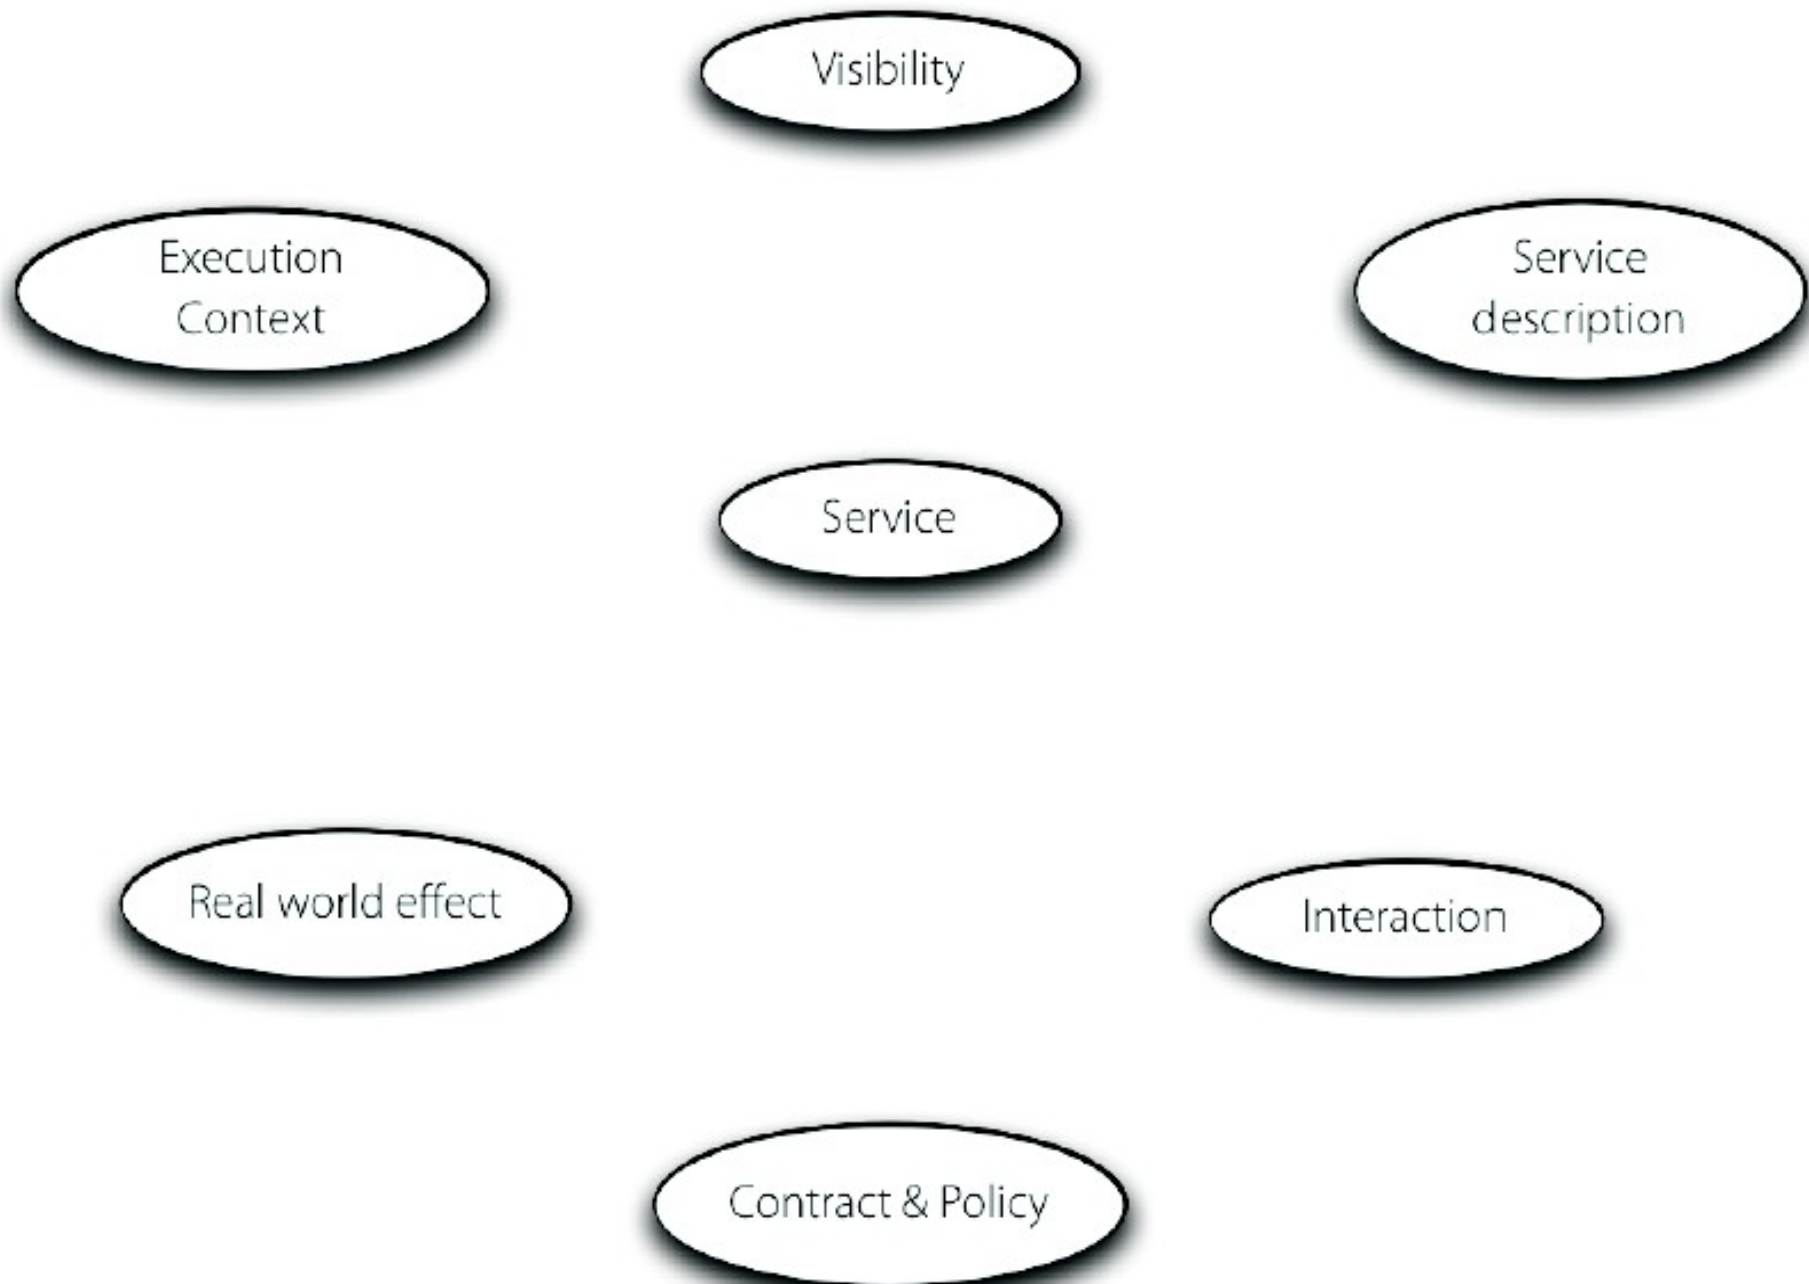 Visibility
Execution
Context
Service
description
Service
Real world effect
Interaction
Contract & Policy